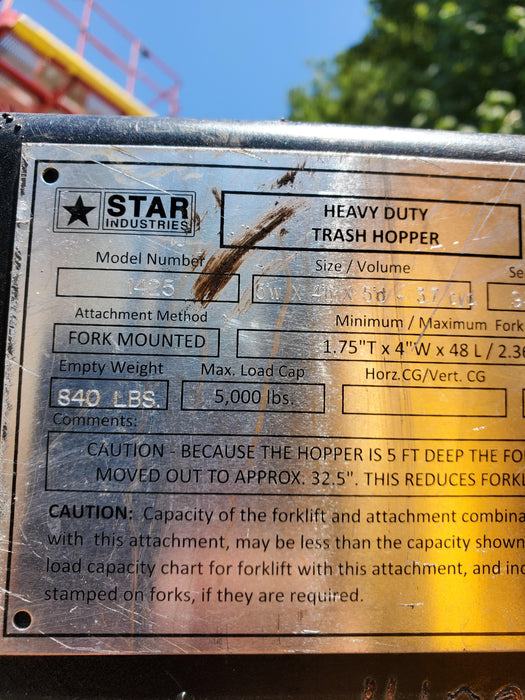 STAR
INDUSTRIES
HEAVY DUTY
TRASH HOPPER
Model Number
1425
Size / Volume
Se
Attachment Method
FORK MOUNTED
Minimum / Maximum Fork
1.75"T x 4"W x 48 L / 2.3
Empty Weight
840 LBS.
Max. Load Cap
5,000 lbs.
Horz.CG/Vert. CG
Comments:
CAUTION - BECAUSE THE HOPPER IS 5 FT DEEP THE FO
MOVED OUT TO APPROX. 32.5". THIS REDUCES FORKL
CAUTION: Capacity of the forklift and attachment combina
with this attachment, may be less than the capacity shown
load capacity chart for forklift with this attachment, and inc
stamped on forks, if they are required.